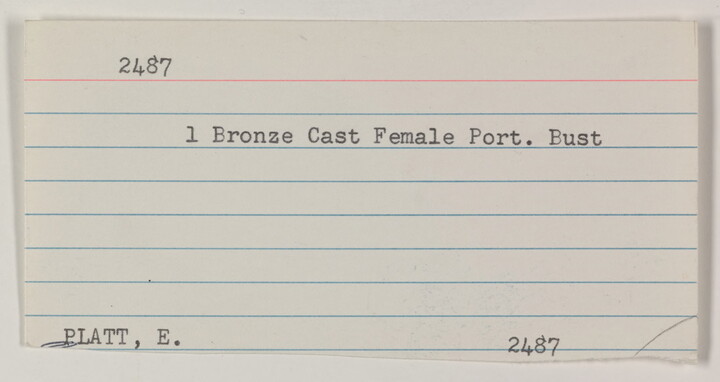 2487
1 Bronze Cast Female Port. Bust
PLATT, E.
2487